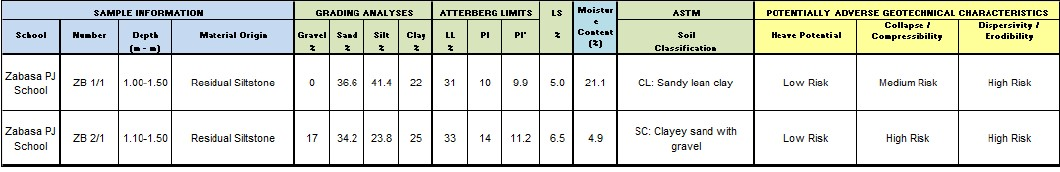 SAMPLE INFORMATION GRADING ANALYSES ATTERBERG LIMITS LS Moistur e Content (%) ASTM POTENTIALLY ADVERSE GEOTECHNICAL CHARACTERISTICS
School Number Depth (m - m) Material Origin Gravel % Sand % Silt % Clay % LL % PI PI' % Soil Classification Heave Potential Collapse / Compressibility Dispersivity / Erodibility
Zabasa PJ School ZB 1/1 1.00-1.50 Residual Siltstone 0 36.6 41.4 22 31 10 9.9 5.0 21.1 CL: Sandy lean clay Low Risk Medium Risk High Risk
Zabasa PJ School ZB 2/1 1.10-1.50 Residual Siltstone 17 34.2 23.8 25 33 14 11.2 6.5 4.9 SC: Clayey sand with gravel Low Risk High Risk High Risk